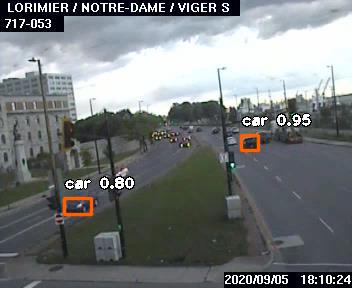 LORIMIER / NOTRE-DAME / VIGER S
717-053
car 0.95
car 0.80
2020/09/05 18:10:24